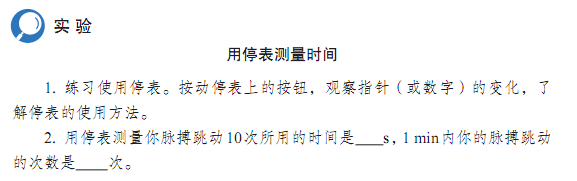 实验
用停表测量时间
1. 练习使用停表。按动停表上的按钮，观察指针（或数字）的变化，了
解停表的使用方法。
2. 用停表测量你脉搏跳动10次所用的时间是___s，1 min内你的脉搏跳动
的次数是____次。